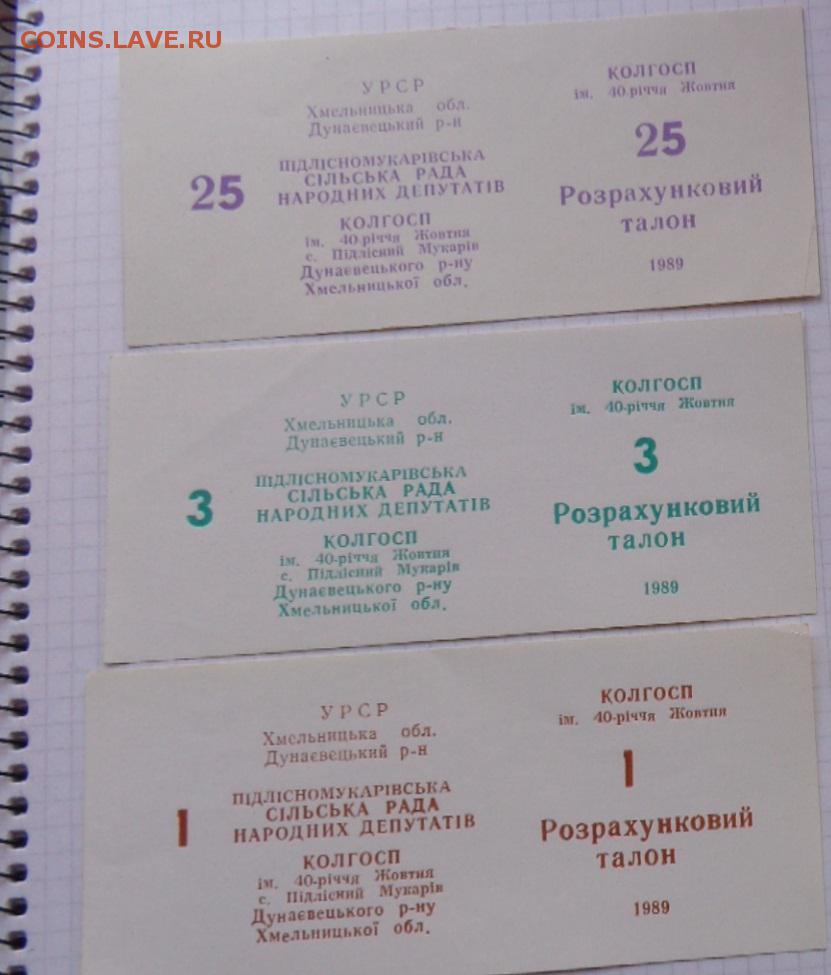 COINS.LAVE.RU
УРСР
Хмельницька обл.
Дунаєвецький р-н
25
ПІДЛІСНОМУКАРІВСЬКА
СІЛЬСЬКА РАДА
НАРОДНИХ ДЕПУТАТІВ
КОЛГОСП
ім. 40-річчя Жовтня
с. Підлісний Мукарів
Дунаєвецького р-ну
Хмельницької обл.
КОЛГОСП
ім. 40-річчя Жовтня
25
Розрахунковий
талон
1989
УРСР
Хмельницька обл.
Дунаєвецький р-н
3
ПІДЛІСНОМУКАРІВСЬКА
СІЛЬСЬКА РАДА
НАРОДНИХ ДЕПУТАТІВ
КОЛГОСП
ім. 40-річчя Жовтня
с. Підлісний Мукарів
Дунаєвецького р-ну
Хмельницької обл.
КОЛГОСП
ім. 40-річчя Жовтня
3
Розрахунковий
талон
1989
УРСР
Хмельницька обл.
Дунаєвецький р-н
1
ПІДЛІСНОМУКАРІВСЬКА
СІЛЬСЬКА РАДА
НАРОДНИХ ДЕПУТАТІВ
КОЛГОСП
ім. 40-річчя Жовтня
с. Підлісний Мукарів
Дунаєвецького р-ну
Хмельницької обл.
КОЛГОСП
ім. 40-річчя Жовтня
1
Розрахунковий
талон
1989